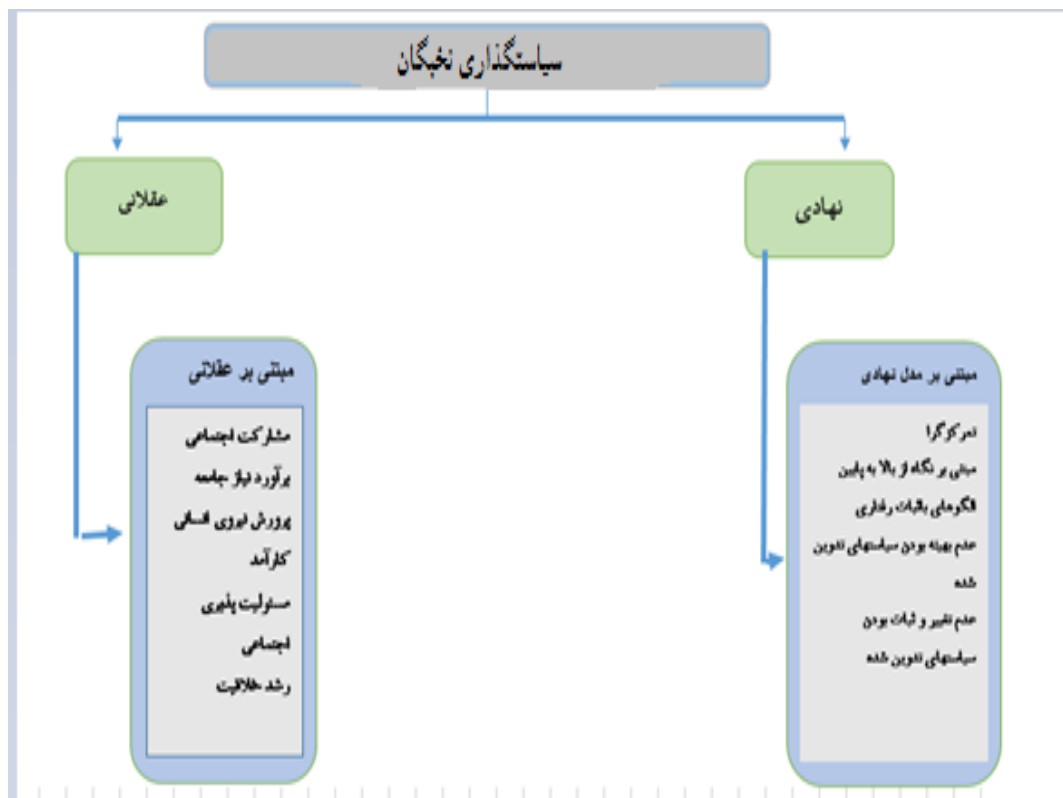 سیاستگذاری نخبگان
نهادی
عقلانی
مبتنی بر مدل نهادی
تمرکزگرا
مبتنی بر نگاه از بالا به پایین
الگوهای باثبات رفتاری
عدم بهینه بودن سیاستهای تدوین
شده
عدم تغییر و ثبات بودن
سیاستهای تدوین شده
مبتنی بر عقلانی
مشارکت اجتماعی
برآورد نیاز جامعه
پرورش نیروی انسانی
کارآمد
مسئولیت پذیری
اجتماعی
رشد خلاقیت